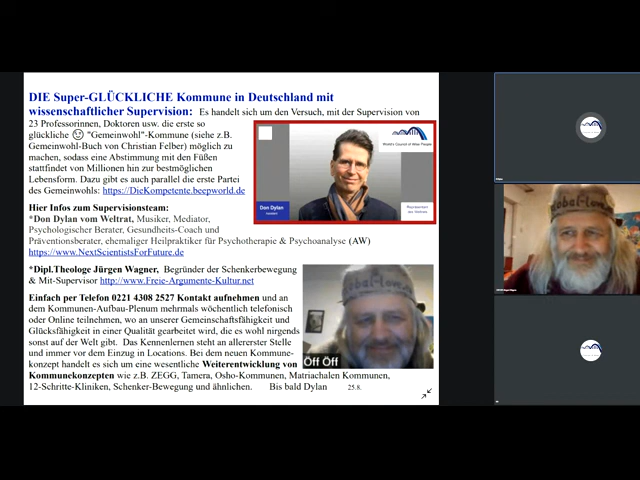 DIE Super-GLÜCKLICHE Kommune in Deutschland mit
wissenschaftlicher Supervision: Es handelt sich um den Versuch, mit der Supervision von
23 Professorinnen, Doktoren usw. die erste so
glückliche 😉 "Gemeinwohl"-Kommune (siehe z.B.
Gemeinwohl-Buch von Christian Felber) möglich zu
machen, sodass eine Abstimmung mit den Füßen
stattfindet von Millionen hin zur bestmöglichen
Lebensform. Dazu gibt es auch parallel die erste Partei
des Gemeinwohls: https://DieKompetente.beepworld.de
World's Council of Wise People
Don Dylan
Hier Infos zum Supervisionsteam:
*Don Dylan vom Weltrat, Musiker, Mediator,
Psychologischer Berater, Gesundheits-Coach und
Präventionsberater, ehemaliger Heilpraktiker für Psychotherapie & Psychoanalyse (AW)
https://www.NextScientistsForFuture.de
*Dipl.Theologe Jürgen Wagner, Begründer der Schenkerbewegung
& Mit-Supervisor http://www.Freie-Argumente-Kultur.net
Einfach per Telefon 0221 4308 2527 Kontakt aufnehmen und an
dem Kommunen-Aufbau-Plenum mehrmals wöchentlich telefonisch
oder Online teilnehmen, wo an unserer Gemeinschaftsfähigkeit und
Glücksfähigkeit in einer Qualität gearbeitet wird, die es wohl nirgends
sonst auf der Welt gibt. Das Kennenlernen steht an allererster Stelle
und immer vor dem Einzug in Locations. Bei dem neuen Kommune-
konzept handelt es sich um eine wesentliche Weiterentwicklung von
Kommunekonzepten wie z.B. ZEGG, Tamera, Osho-Kommunen, Matriachalen Kommunen,
12-Schritte-Kliniken, Schenker-Bewegung und ähnlichen. Bis bald Dylan 25.8.
Öff Öff